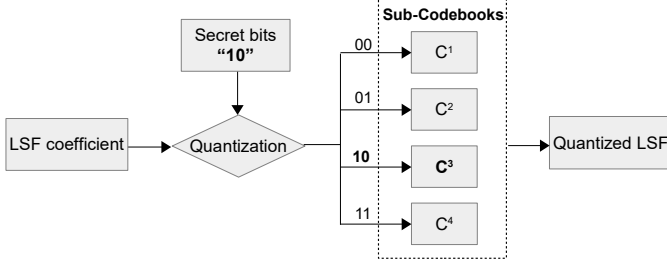 Sub-Codebooks
Secret bits
“10”
00
C¹
01
C²
LSF coefficient
Quantization
Quantized LSF
10
C³
11
C⁴